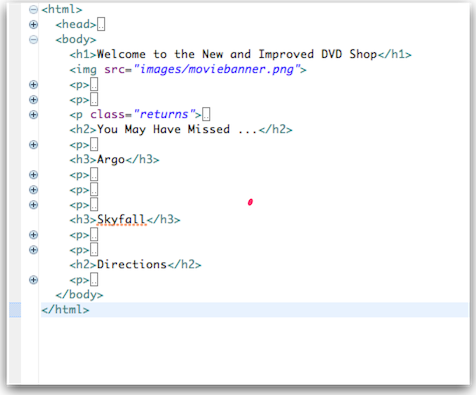 <html>
<head>..
<body>
<h1>Welcome to the New and Improved DVD Shop</h1>
<img src="images/moviebanner.png">
<p>..
<p>..
<p class="returns">..
<h2>You May Have Missed ...</h2>
<p>..
<h3>Argo</h3>
<p>..
<p>..
<p>..
<h3>Skyfall</h3>
<p>..
<p>..
<h2>Directions</h2>
<p>..
</body>
</html>